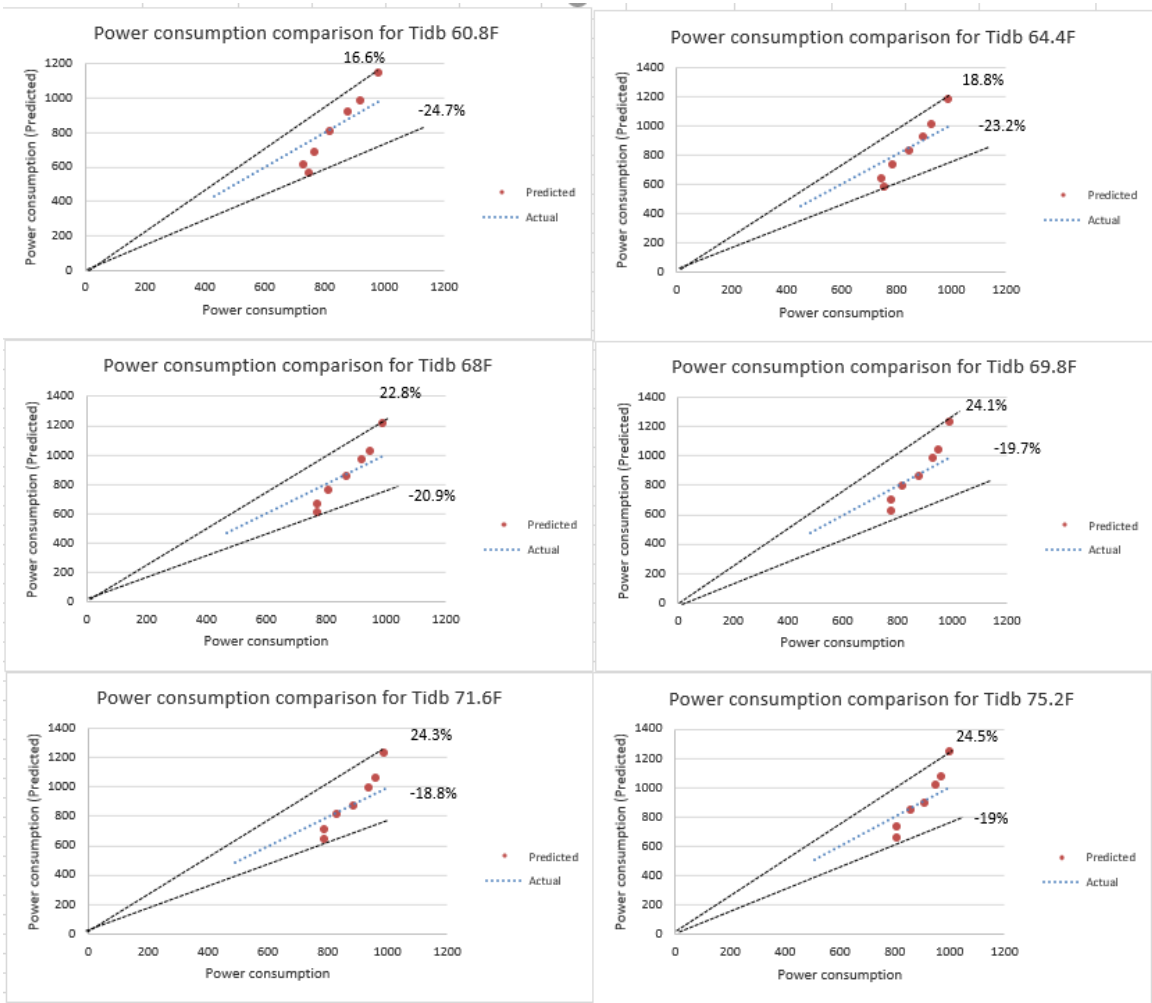 Power consumption comparison for Tidb 60.8F
16.6%
-24.7%
Power consumption (Predicted)
1200
1000
800
600
400
200
0
0 200 400 600 800 1000 1200
Power consumption
Predicted
Actual
Power consumption comparison for Tidb 64.4F
18.8%
-23.2%
Power consumption (Predicted)
1400
1200
1000
800
600
400
200
0
0 200 400 600 800 1000 1200
Power consumption
Predicted
Actual
Power consumption comparison for Tidb 68F
22.8%
-20.9%
Power consumption (Predicted)
1400
1200
1000
800
600
400
200
0
0 200 400 600 800 1000 1200
Power consumption
Predicted
Actual
Power consumption comparison for Tidb 69.8F
24.1%
-19.7%
Power consumption (Predicted)
1400
1200
1000
800
600
400
200
0
0 200 400 600 800 1000 1200
Power consumption
Predicted
Actual
Power consumption comparison for Tidb 71.6F
24.3%
-18.8%
Power consumption (Predicted)
1400
1200
1000
800
600
400
200
0
0 200 400 600 800 1000 1200
Power consumption
Predicted
Actual
Power consumption comparison for Tidb 75.2F
24.5%
-19%
Power consumption (Predicted)
1400
1200
1000
800
600
400
200
0
0 200 400 600 800 1000 1200
Power consumption
Predicted
Actual